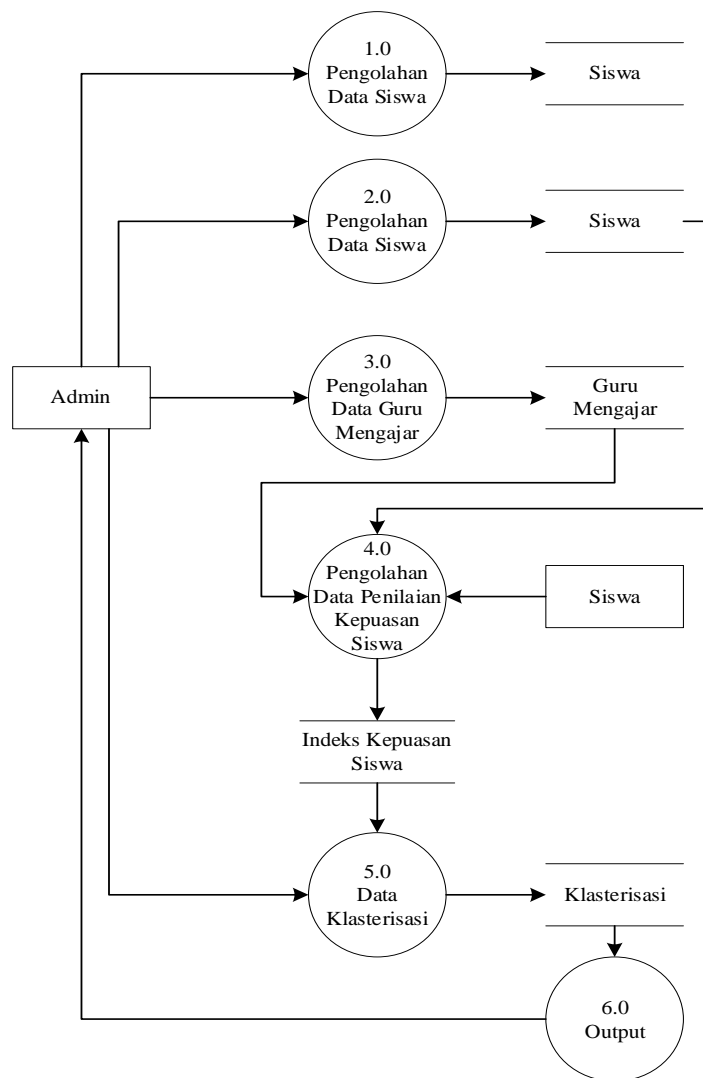 1.0
Pengolahan
Data Siswa
Siswa
2.0
Pengolahan
Data Siswa
Siswa
Admin
3.0
Pengolahan
Data Guru
Mengajar
Guru
Mengajar
4.0
Pengolahan
Data Penilaian
Kepuasan
Siswa
Siswa
Indeks Kepuasan
Siswa
5.0
Data
Klasterisasi
Klasterisasi
6.0
Output